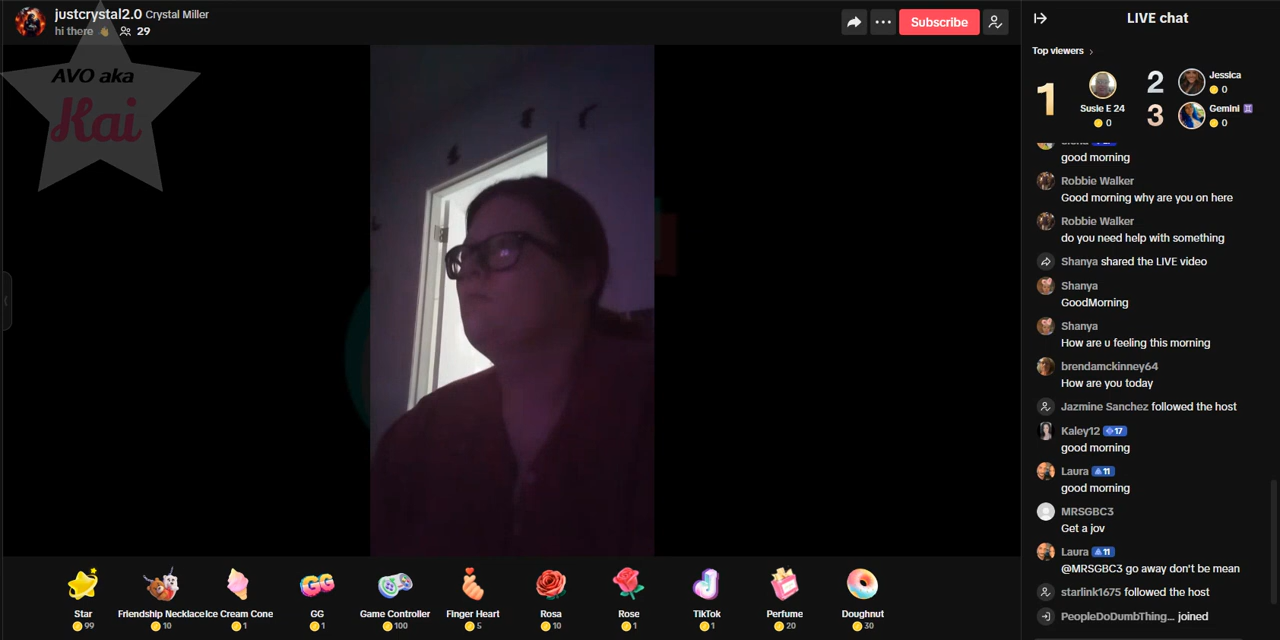 justcrystal2.0 Crystal Miller
hi there 👋 29
Subscribe
AVO aka
Kai
LIVE chat
Top viewers
1
Susie E 24
0
2
Jessica
0
3
Gemini ♊
0
good morning
Robbie Walker
Good morning why are you on here
Robbie Walker
do you need help with something
Shanya shared the LIVE video
Shanya
GoodMorning
Shanya
How are u feeling this morning
brendamckinney64
How are you today
Jazmine Sanchez followed the host
Kaley12 17
good morning
Laura 11
good morning
MRSGBC3
Get a jov
Laura 11
@MRSGBC3 go away don't be mean
starlink1675 followed the host
PeopleDoDumbThing... joined
Star
99
Friendship Necklace
10
Ice Cream Cone
1
GG
1
Game Controller
100
Finger Heart
5
Rosa
10
Rose
1
TikTok
1
Perfume
20
Doughnut
30